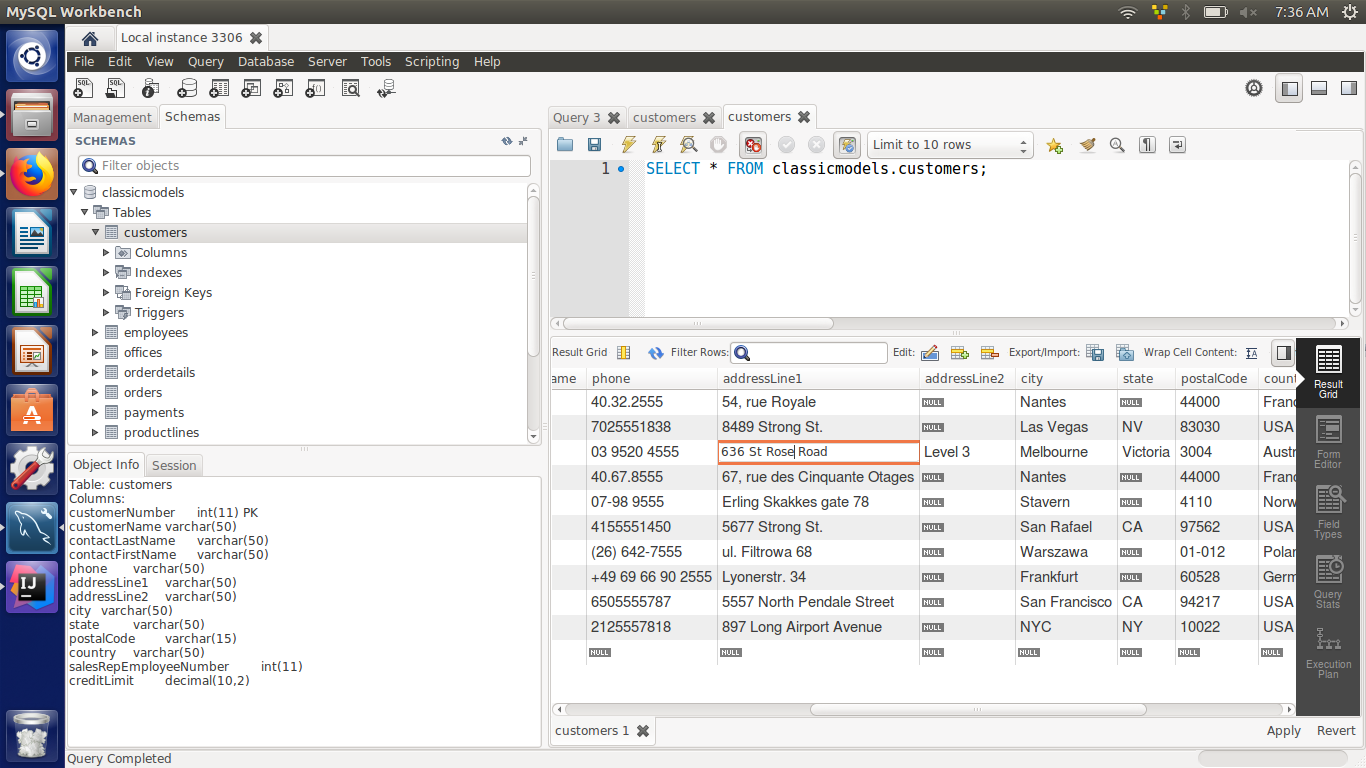 MySQL Workbench 7:36 AM
Local instance 3306
File Edit View Query Database Server Tools Scripting Help
Management Schemas
SCHEMAS
Filter objects
classicmodels
Tables
customers
Columns
Indexes
Foreign Keys
Triggers
employees
offices
orderdetails
orders
payments
productlines
Object Info Session
Table: customers
Columns:
customerNumber int(11) PK
customerName varchar(50)
contactLastName varchar(50)
contactFirstName varchar(50)
phone varchar(50)
addressLine1 varchar(50)
addressLine2 varchar(50)
city varchar(50)
state varchar(50)
postalCode varchar(15)
country varchar(50)
salesRepEmployeeNumber int(11)
creditLimit decimal(10,2)
Query Completed
Query 3 customers customers
Limit to 10 rows
1 SELECT * FROM classicmodels.customers;
Result Grid Filter Rows: Edit: Export/Import: Wrap Cell Content:
ame phone addressLine1 addressLine2 city state postalCode coun
40.32.2555 54, rue Royale NULL Nantes NULL 44000 Franc
7025551838 8489 Strong St. NULL Las Vegas NV 83030 USA
03 9520 4555 636 St Rose Road Level 3 Melbourne Victoria 3004 Austr
40.67.8555 67, rue des Cinquante Otages NULL Nantes NULL 44000 Franc
07-98 9555 Erling Skakkes gate 78 NULL Stavern NULL 4110 Norw
4155551450 5677 Strong St. NULL San Rafael CA 97562 USA
(26) 642-7555 ul. Filtrowa 68 NULL Warszawa NULL 01-012 Polan
+49 69 66 90 2555 Lyonerstr. 34 NULL Frankfurt NULL 60528 Germ
6505555787 5557 North Pendale Street NULL San Francisco CA 94217 USA
2125557818 897 Long Airport Avenue NULL NYC NY 10022 USA
NULL NULL NULL NULL NULL NULL NULL
Result
Grid
Form
Editor
Field
Types
Query
Stats
Execution
Plan
customers 1 Apply Revert